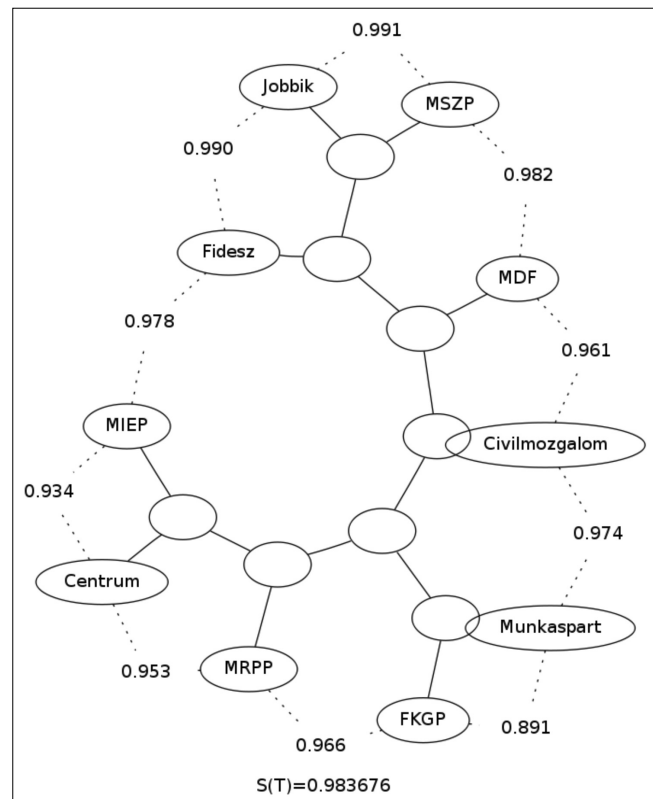 0.991
Jobbik
MSZP
0.990
0.982
Fidesz
MDF
0.978
0.961
MIEP
Civilmozgalom
0.934
0.974
Centrum
Munkaspart
0.953
MRPP
FKGP
0.891
0.966
S(T)=0.983676